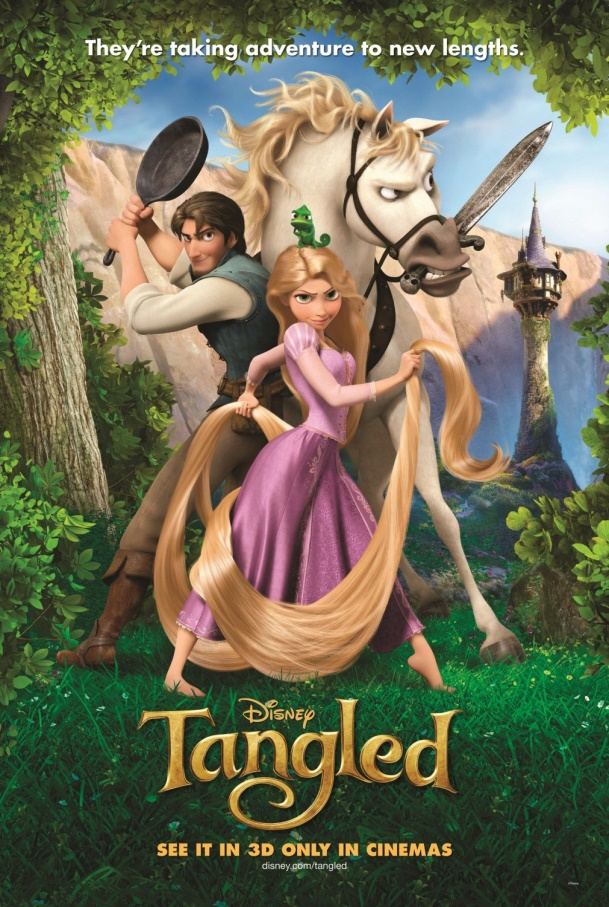 They're taking adventure to new lengths.
Disney
Tangled
SEE IT IN 3D ONLY IN CINEMAS
disney.com/tangled